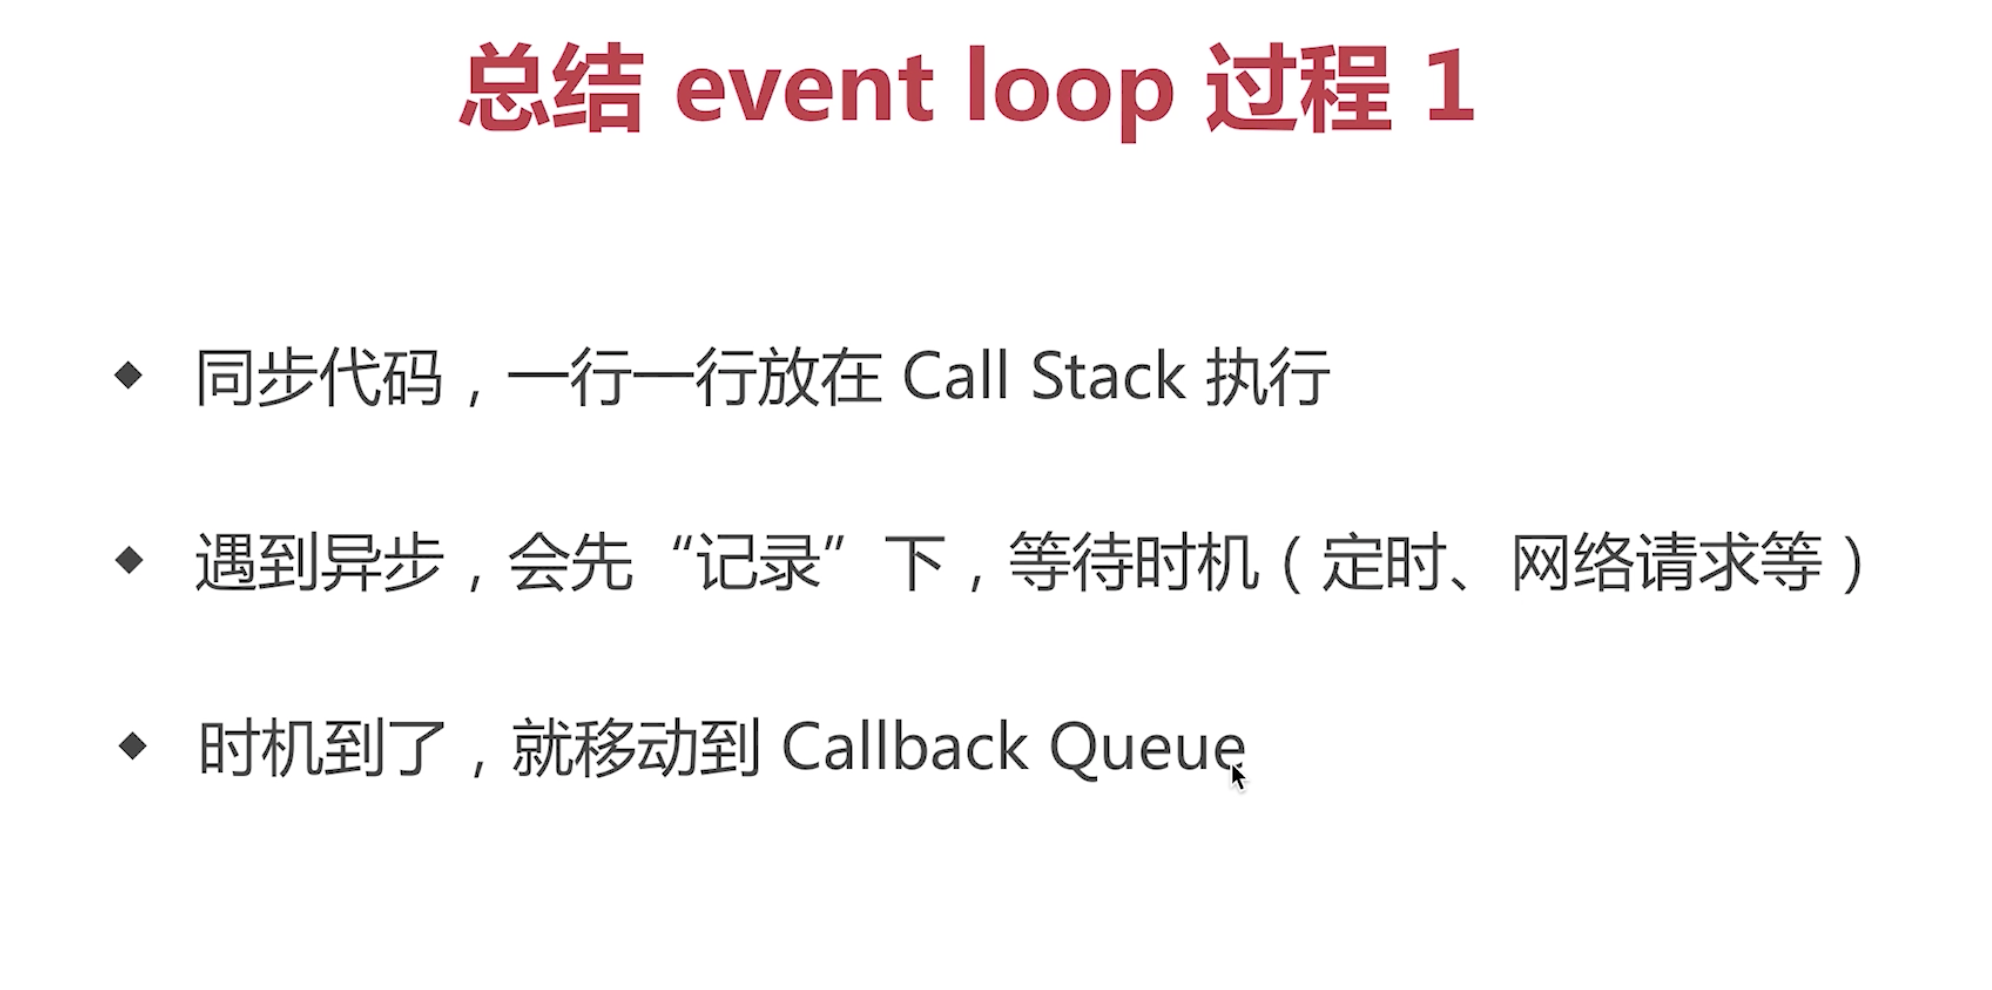 总结 event loop 过程 1
同步代码，一行一行放在 Call Stack 执行
遇到异步，会先“记录”下，等待时机（定时、网络请求等）
时机到了，就移动到 Callback Queue